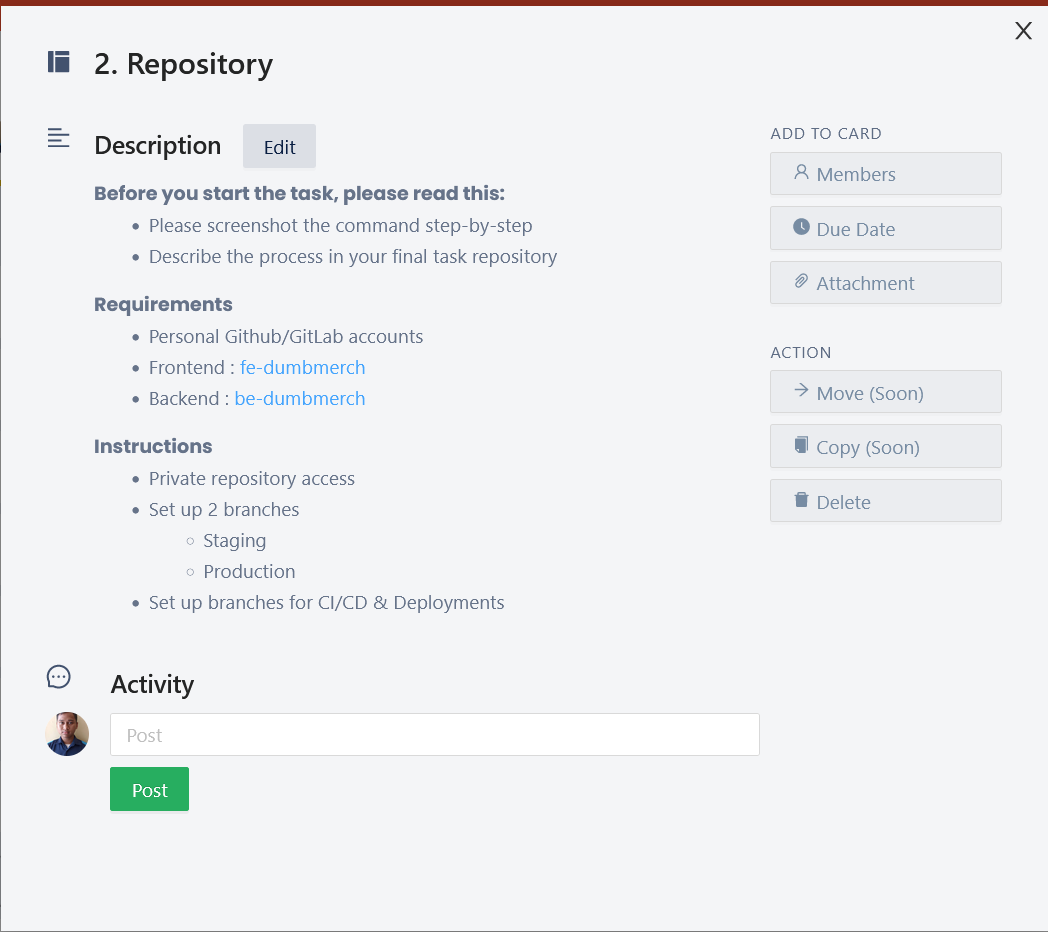 X
2. Repository
Description
Edit
Before you start the task, please read this:
Please screenshot the command step-by-step
Describe the process in your final task repository
Requirements
Personal Github/GitLab accounts
Frontend : fe-dumbmerch
Backend : be-dumbmerch
Instructions
Private repository access
Set up 2 branches
Staging
Production
Set up branches for CI/CD & Deployments
ADD TO CARD
Members
Due Date
Attachment
ACTION
Move (Soon)
Copy (Soon)
Delete
Activity
Post
Post